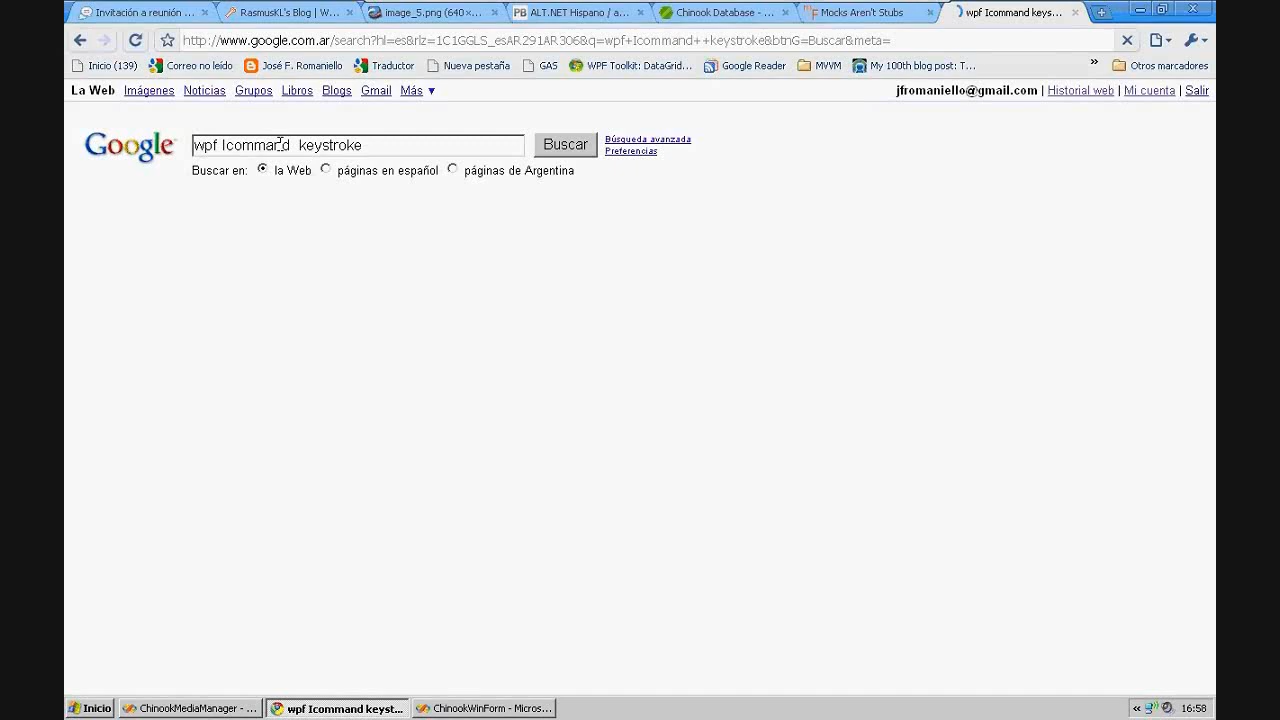 Invitación a reunión ... RasmusKL's Blog | W... image_5.png (640×... PB ALT.NET Hispano / a... Chinook Database - ... Mocks Aren't Stubs wpf Icommand keys...
http://www.google.com.ar/search?hl=es&rlz=1C1GGLS_esAR291AR306&q=wpf+Icommand++keystroke&btnG=Buscar&meta=
Inicio (139) Correo no leído José F. Romaniello Traductor Nueva pestaña GAS WPF Toolkit: DataGrid... Google Reader MVVM My 100th blog post: T... » Otros marcadores
La Web Imágenes Noticias Grupos Libros Blogs Gmail Más ▼ jfromaniello@gmail.com | Historial web | Mi cuenta | Salir
Google wpf Icommand keystroke Buscar Búsqueda avanzada
Preferencias
Buscar en: la Web páginas en español páginas de Argentina
Inicio ChinookMediaManager - ... wpf Icommand keyst... ChinookWinForm - Micros... « 16:58